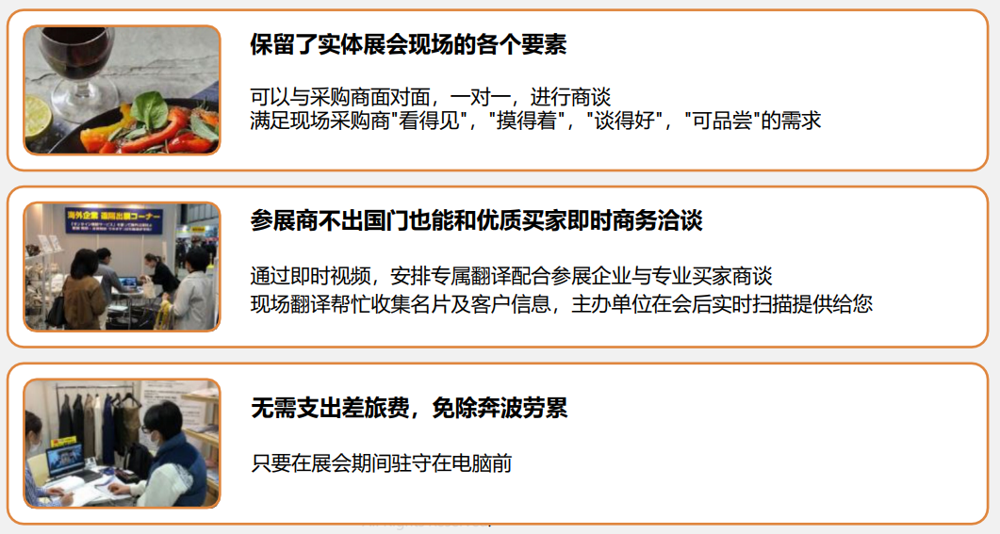 保留了实体展会现场的各个要素
可以与采购商面对面，一对一，进行商谈
满足现场采购商"看得见"，"摸得着"，"谈得好"，"可品尝"的需求
海外企業 遠隔出展コーナー
参展商不出国门也能和优质买家即时商务洽谈
通过即时视频，安排专属翻译配合参展企业与专业买家商谈
现场翻译帮忙收集名片及客户信息，主办单位在会后实时扫描提供给您
无需支出差旅费，免除奔波劳累
只要在展会期间驻守在电脑前